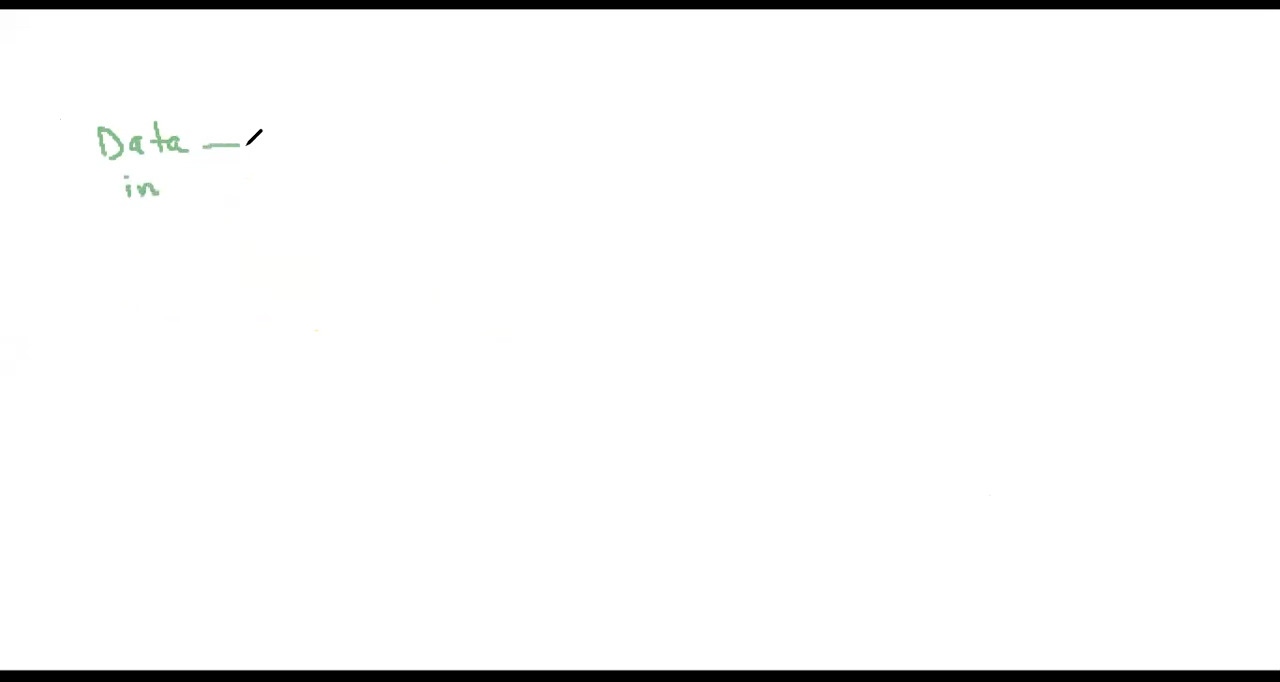 Data —
in